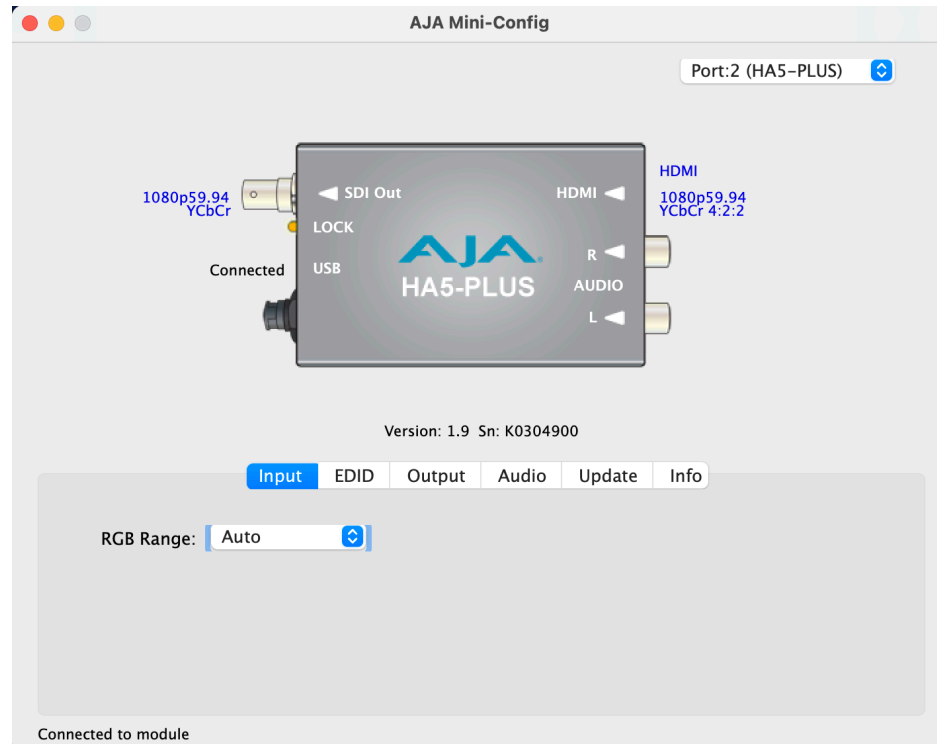 AJA Mini-Config
Port:2 (HA5-PLUS)
HDMI
1080p59.94
YCbCr
SDI Out
HDMI
1080p59.94
YCbCr 4:2:2
LOCK
Connected
USB
AJA
HA5-PLUS
R
AUDIO
L
Version: 1.9 Sn: K0304900
Input EDID Output Audio Update Info
RGB Range: Auto
Connected to module